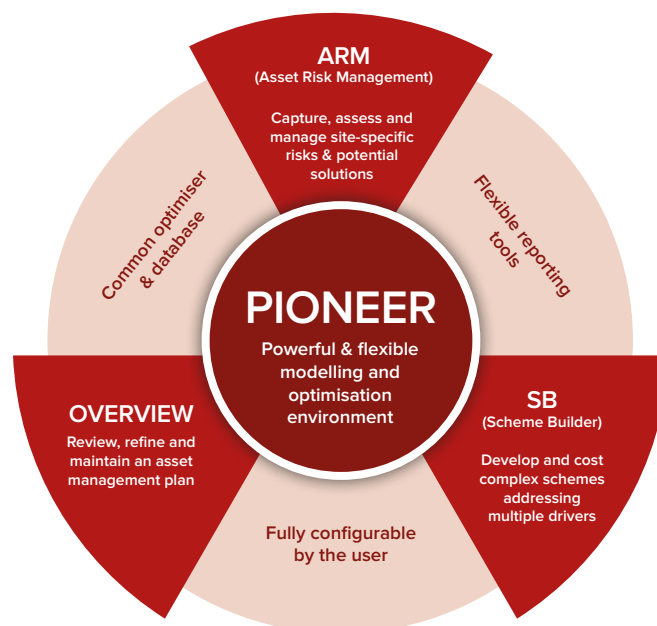 ARM
(Asset Risk Management)
Capture, assess and
manage site-specific
risks & potential
solutions
Common optimiser
& database
Flexible reporting
tools
PIONEER
Powerful & flexible
modelling and
optimisation
environment
OVERVIEW
Review, refine and
maintain an asset
management plan
SB
(Scheme Builder)
Develop and cost
complex schemes
addressing
multiple drivers
Fully configurable
by the user